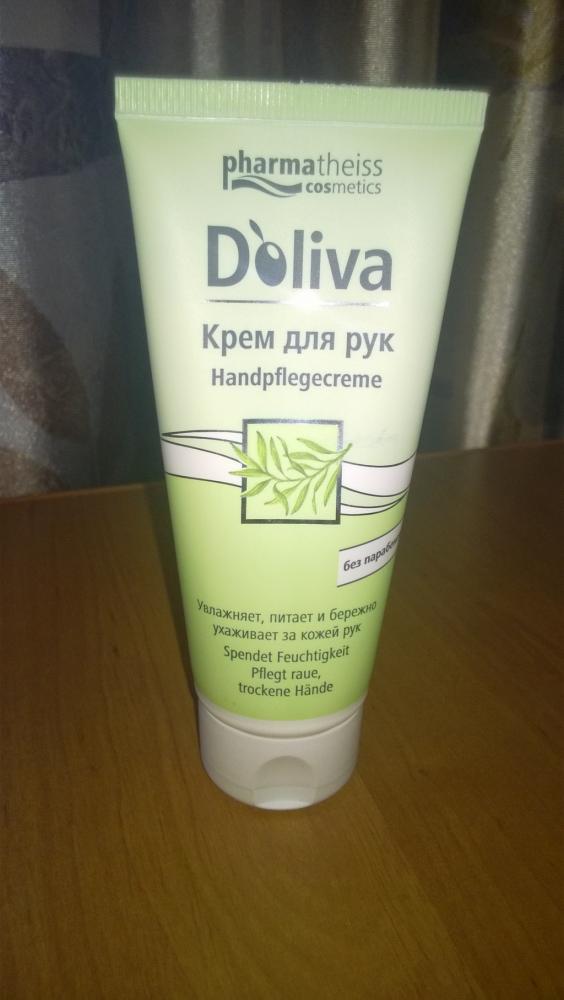 pharmatheiss
cosmetics
D'oliva
Крем для рук
Handpflegecreme
без
Увлажняет, питает и бережно
ухаживает за кожей рук
Spendet Feuchtigkeit
Pflegt raue,
trockene Hände